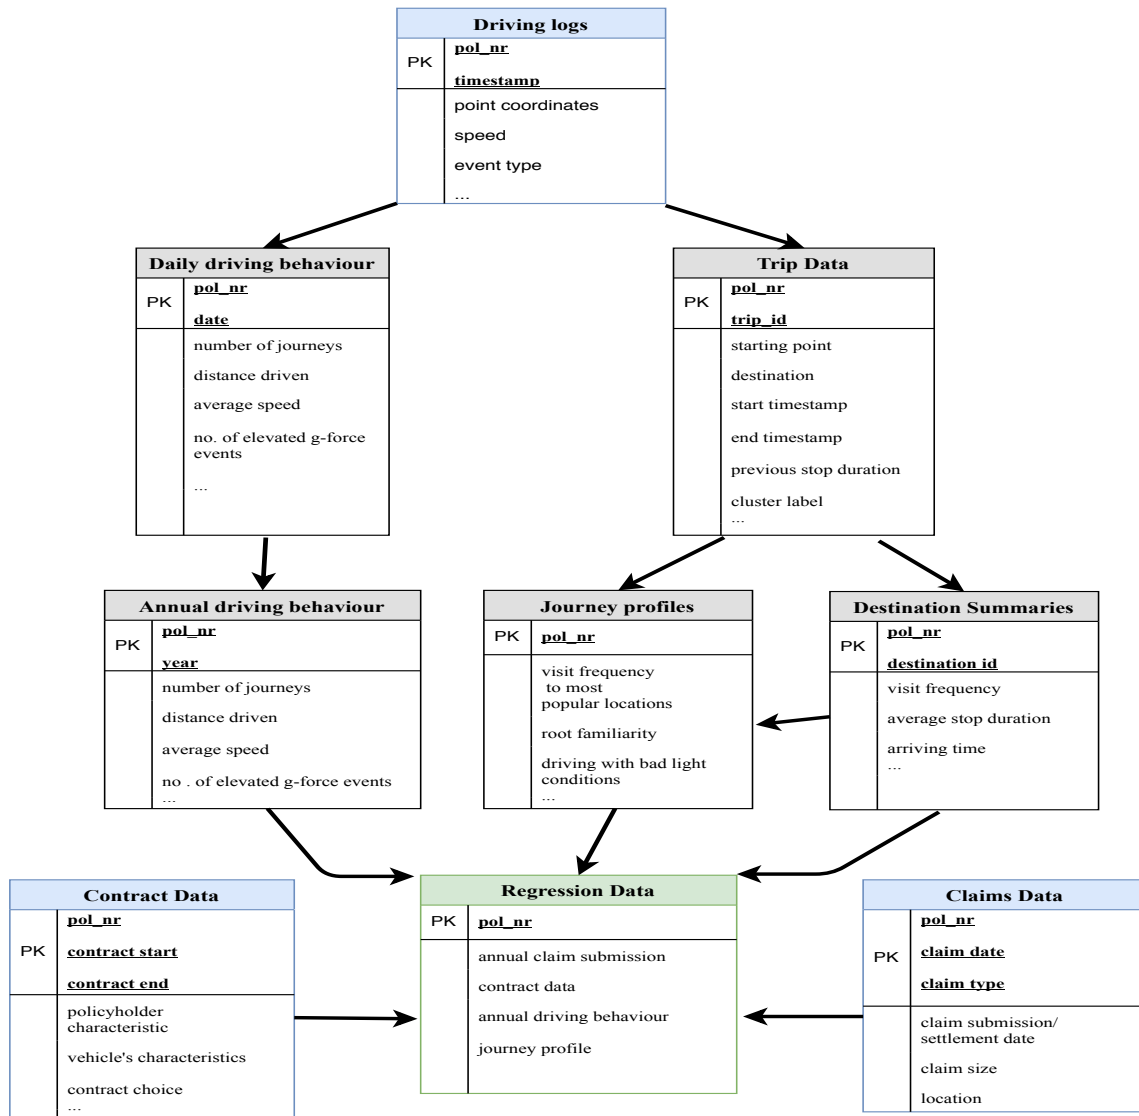 Driving logs
PK
pol_nr
timestamp
point coordinates
speed
event type
...
Daily driving behaviour
PK
pol_nr
date
number of journeys
distance driven
average speed
no. of elevated g-force
events
...
Trip Data
PK
pol_nr
trip_id
starting point
destination
start timestamp
end timestamp
previous stop duration
cluster label
...
Annual driving behaviour
PK
pol_nr
year
number of journeys
distance driven
average speed
no . of elevated g-force events
...
Journey profiles
PK
pol_nr
visit frequency
to most
popular locations
root familiarity
driving with bad light
conditions
...
Destination Summaries
PK
pol_nr
destination id
visit frequency
average stop duration
arriving time
...
Contract Data
PK
pol_nr
contract start
contract end
policyholder
characteristic
vehicle's characteristics
contract choice
...
Regression Data
PK
pol_nr
annual claim submission
contract data
annual driving behaviour
journey profile
Claims Data
PK
pol_nr
claim date
claim type
claim submission/
settlement date
claim size
location